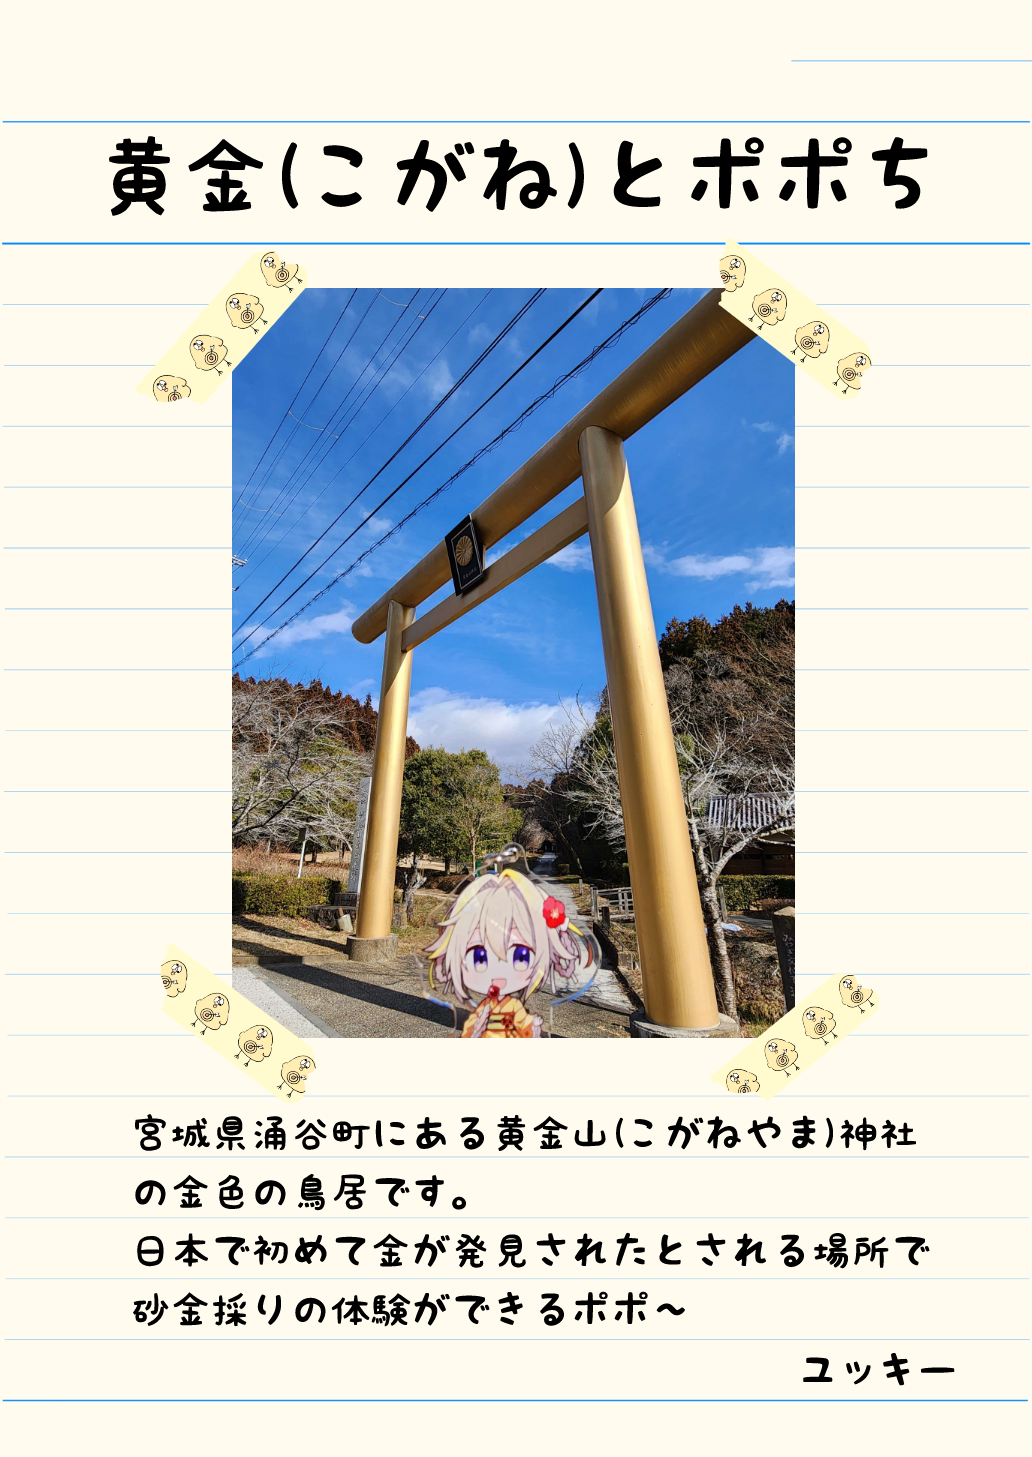 黄金(こがね)とポポち
宮城県涌谷町にある黄金山(こがねやま)神社
の金色の鳥居です。
日本で初めて金が発見されたとされる場所で
砂金採りの体験ができるポポ～
ユッキー